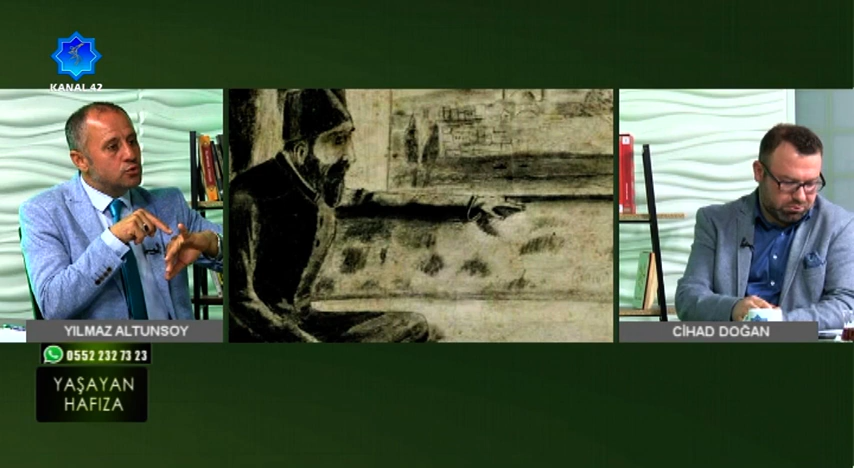 KANAL 42
YILMAZ ALTUNSOY
CİHAD DOĞAN
0552 232 73 23
YAŞAYAN
HAFIZA